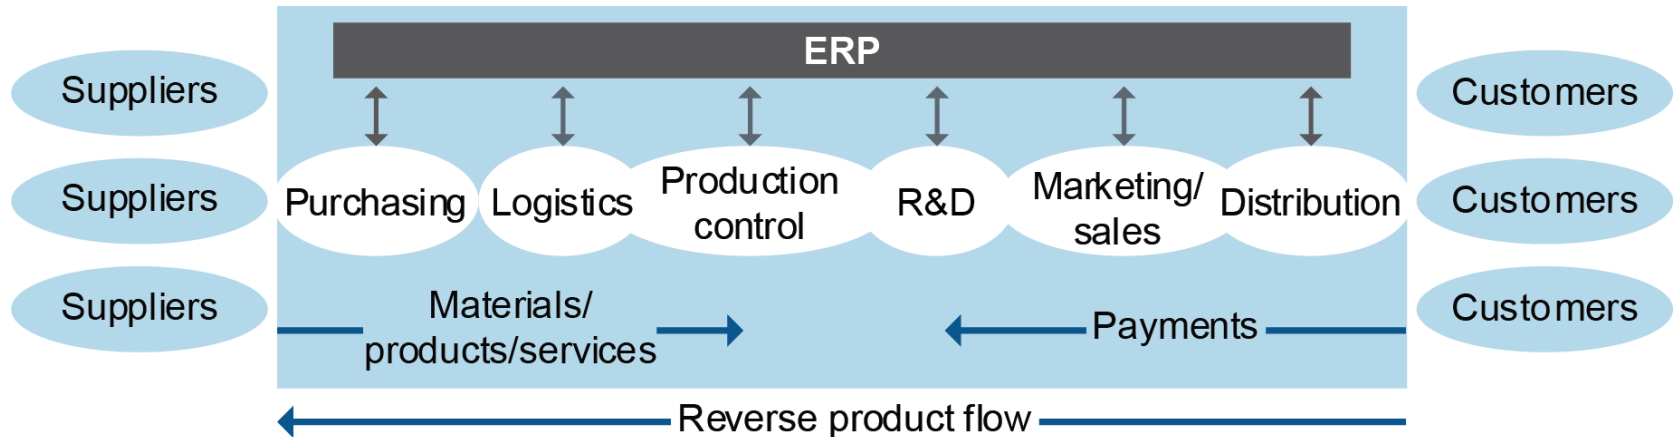 ERP
Suppliers
Customers
Suppliers
Purchasing
Logistics
Production
control
R&D
Marketing/
sales
Distribution
Customers
Suppliers
Materials/
products/services
Payments
Customers
Reverse product flow